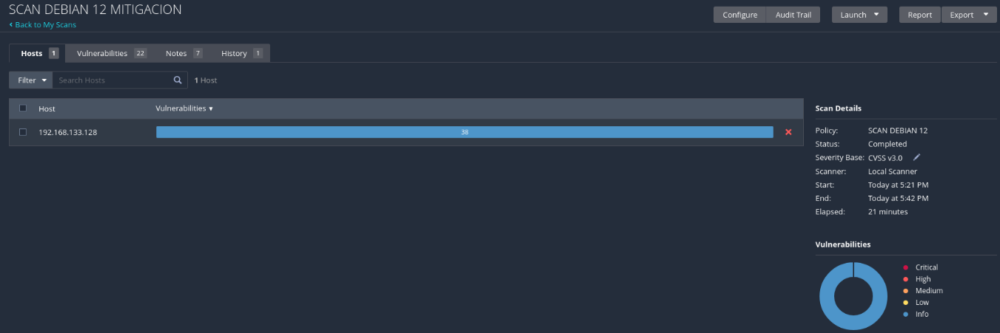 SCAN DEBIAN 12 MITIGACION
Back to My Scans
Configure Audit Trail Launch Report Export
Hosts 1 Vulnerabilities 22 Notes 7 History 1
Filter Search Hosts 1 Host
Host Vulnerabilities
192.168.133.128 38
Scan Details
Policy: SCAN DEBIAN 12
Status: Completed
Severity Base: CVSS v3.0
Scanner: Local Scanner
Start: Today at 5:21 PM
End: Today at 5:42 PM
Elapsed: 21 minutes
Vulnerabilities
Critical
High
Medium
Low
Info